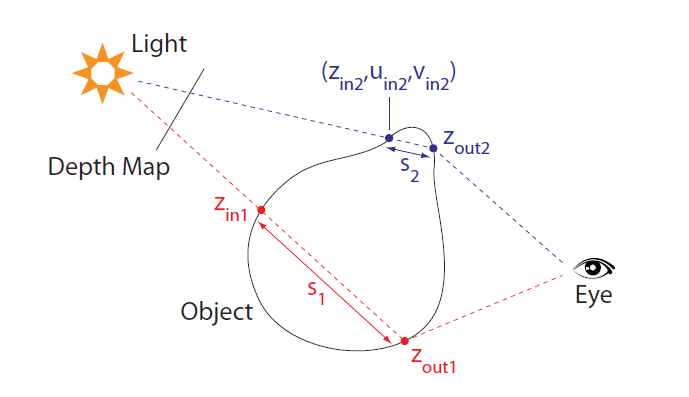 Light
(z_in2,u_in2,v_in2)
z_out2
s_2
Depth Map
z_in1
s_1
Eye
Object
z_out1